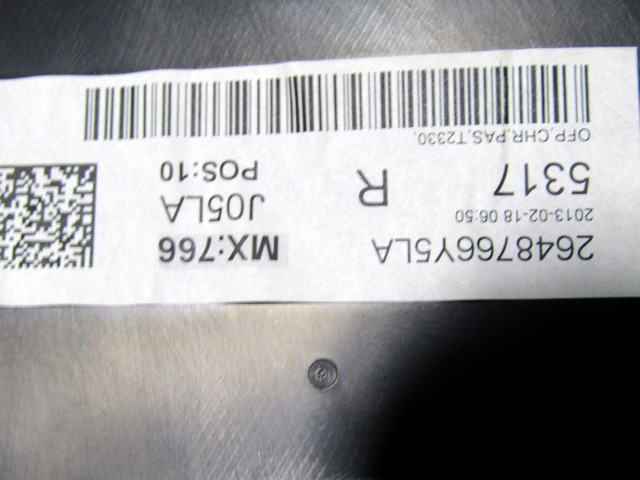 2648766Y5LA MX:766
2013-02-18 06:50
5317 R J05LA
POS:10
OFP,CHR,PAS,T2330,